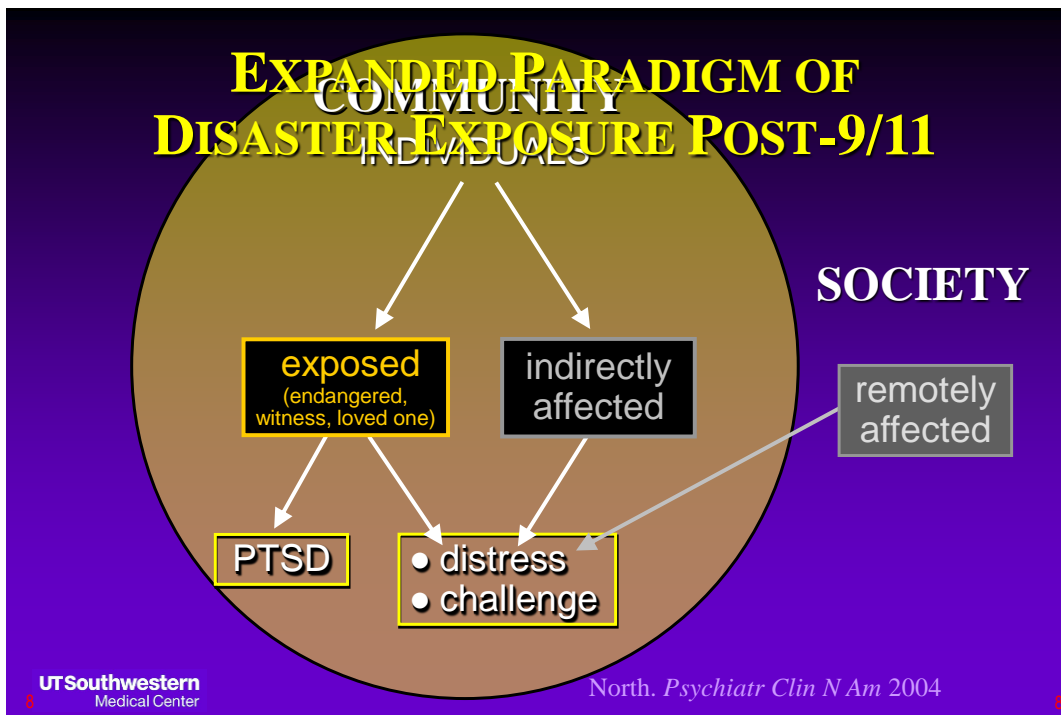 EXPANDED PARADIGM OF
DISASTER EXPOSURE POST-9/11
COMMUNITY
INDIVIDUALS
SOCIETY
exposed
(endangered,
witness, loved one)
indirectly
affected
remotely
affected
PTSD
● distress
● challenge
UTSouthwestern
Medical Center
North. Psychiatr Clin N Am 2004
8
8